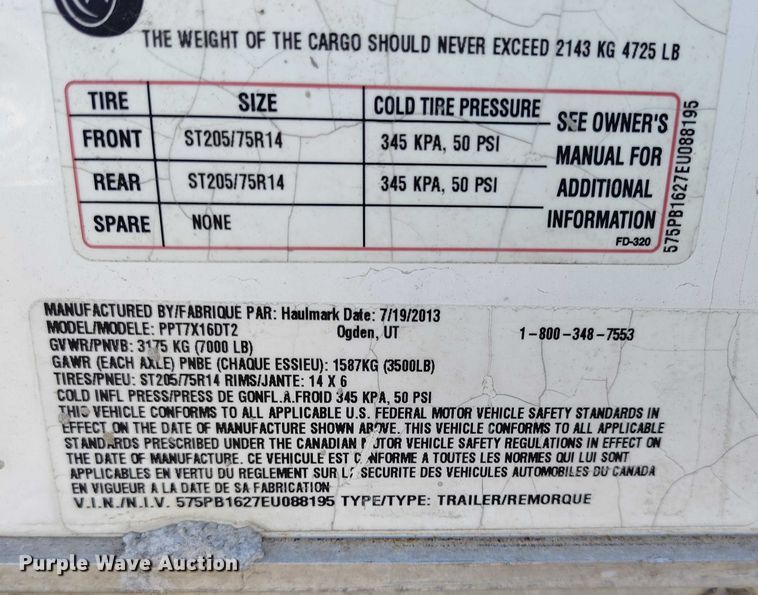 THE WEIGHT OF THE CARGO SHOULD NEVER EXCEED 2143 KG 4725 LB
TIRE SIZE COLD TIRE PRESSURE
FRONT ST205/75R14 345 KPA, 50 PSI
REAR ST205/75R14 345 KPA, 50 PSI
SPARE NONE
SEE OWNER'S
MANUAL FOR
ADDITIONAL
INFORMATION
FD-320
575PB1627EU088195
MANUFACTURED BY/FABRIQUE PAR: Haulmark Date: 7/19/2013
MODEL/MODELE: PPT7X16DT2 Ogden, UT 1-800-348-7553
GVWR/PNVB: 3175 KG (7000 LB)
GAWR (EACH AXLE) PNBE (CHAQUE ESSIEU): 1587KG (3500LB)
TIRES/PNEU: ST205/75R14 RIMS/JANTE: 14 X 6
COLD INFL PRESS/PRESS DE GONFL.A.FROID 345 KPA, 50 PSI
THIS VEHICLE CONFORMS TO ALL APPLICABLE U.S. FEDERAL MOTOR VEHICLE SAFETY STANDARDS IN
EFFECT ON THE DATE OF MANUFACTURE SHOWN ABOVE. THIS VEHICLE CONFORMS TO ALL APPLICABLE
STANDARDS PRESCRIBED UNDER THE CANADIAN MOTOR VEHICLE SAFETY REGULATIONS IN EFFECT ON
THE DATE OF MANUFACTURE. CE VEHICULE EST CONFORME A TOUTES LES NORMES QUI LUI SONT
APPLICABLES EN VERTU DU REGLEMENT SUR LA SECURITE DES VEHICULES AUTOMOBILES DU CANADA
EN VIGUEUR A LA DATE DE SA FABRICATION
V.I.N./N.I.V. 575PB1627EU088195 TYPE/TYPE: TRAILER/REMORQUE
Purple Wave Auction